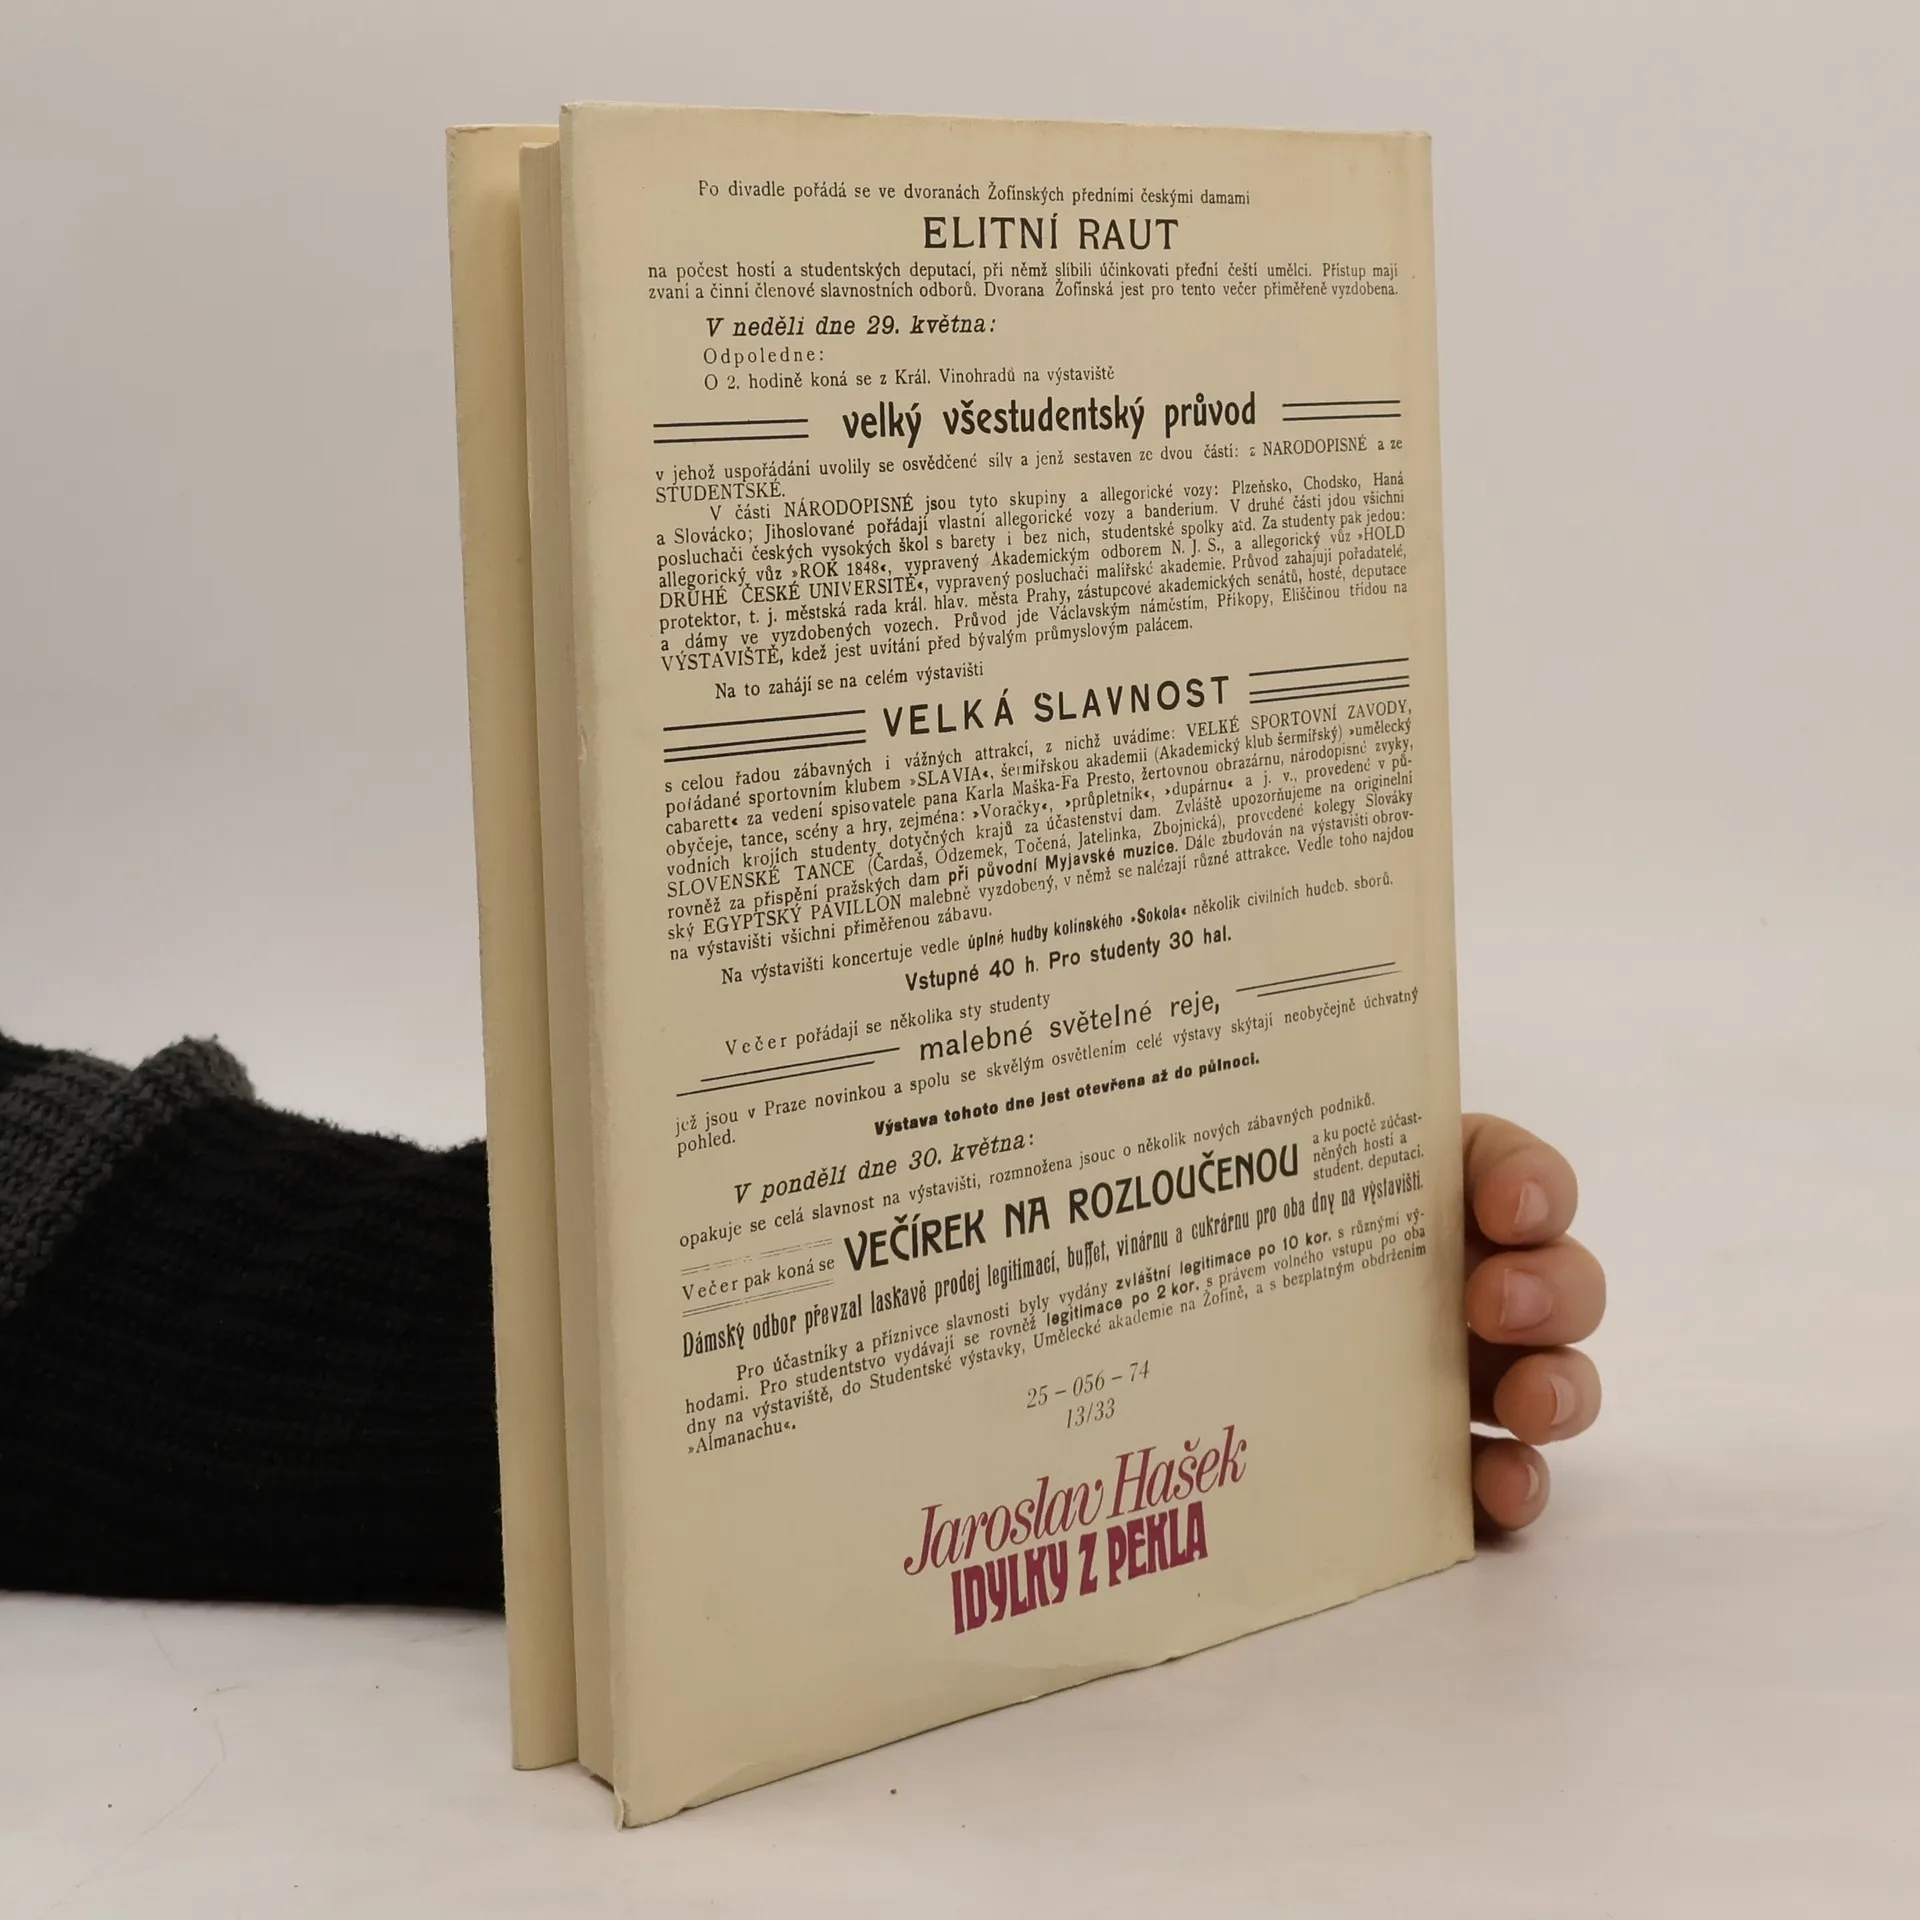 Po divadle pořádá se ve dvoranách Žofínských předními českými damami
ELITNÍ RAUT
na počest hostí a studentských deputací, při němž slíbili účinkovati přední čeští umělci. Přístup mají
zvaní a činní členové slavnostních odborů. Dvorana Žofínská jest pro tento večer přiměřeně vyzdobena.
V neděli dne 29. května:
Odpoledne:
O 2. hodině koná se z Král. Vinohradů na výstaviště
velký všestudentský průvod
v jehož uspořádání uvolily se osvědčené síly a jenž sestaven ze dvou částí: z NARODOPISNÉ a ze
STUDENTSKÉ.
V části NÁRODOPISNÉ jsou tyto skupiny a allegorické vozy: Plzeňsko, Chodsko, Haná
a Slovácko; Jihoslované pořádají vlastní allegorické vozy a banderium. V druhé části jdou všichni
posluchači českých vysokých škol s barety i bez nich, studentské spolky atd. Za studenty pak jedou:
allegorický vůz »ROK 1848«, vypravený Akademickým odborem N. J. S., a allegorický vůz »HOLD
DRUHÉ ČESKÉ UNIVERSITĚ«, vypravený posluchači malířské akademie. Průvod zahajují pořadatelé,
protektor, t. j. městská rada král. hlav. města Prahy, zástupcové akademických senátů, hosté, deputace
a dámy ve vyzdobených vozech. Průvod jde Václavským náměstím, Příkopy, Eliščinou třídou na
VÝSTAVIŠTĚ, kdež jest uvítání před bývalým průmyslovým palácem.
Na to zahájí se na celém výstavišti
VELKÁ SLAVNOST
s celou řadou zábavných i vážných attrakcí, z nichž uvádíme: VELKÉ SPORTOVNÍ ZAVODY,
pořádané sportovním klubem »SLAVIA«, šermířskou akademii (Akademický klub šermířský) »umělecký
cabarett« za vedení spisovatele pana Karla Maška-Fa Presto, žertovnou obrazárnu, národopisné zvyky,
obyčeje, tance, scény a hry, zejména: »Voračky«, »průpletník«, »dupárnu« a j. v., provedené v pů-
vodních krojích studenty dotyčných krajů za účastenství dam. Zvláště upozorňujeme na originelní
SLOVENSKÉ TANCE (Čardaš, Odzemek, Točená, Jatelinka, Zbojnická), provedené kolegy Slováky
rovněž za přispění pražských dam při původní Myjavské muzice. Dále zbudován na výstavišti obrov-
ský EGYPTSKÝ PAVILLON malebně vyzdobený, v němž se nalézají různé attrakce. Vedle toho najdou
na výstavišti všichni přiměřenou zábavu.
Na výstavišti koncertuje vedle úplné hudby kolínského »Sokola« několik civilních hudeb. sborů.
Vstupné 40 h. Pro studenty 30 hal.
Večer pořádají se několika sty studenty
malebné světelné reje,
jež jsou v Praze novinkou a spolu se skvělým osvětlením celé výstavy skýtají neobyčejně úchvatný
pohled.
Výstava tohoto dne jest otevřena až do půlnoci.
V pondělí dne 30. května:
opakuje se celá slavnost na výstavišti, rozmnožena jsouc o několik nových zábavných podniků.
Večer pak koná se VEČÍREK NA ROZLOUČENOU a ku poctě zúčast-
něných hostí a
student. deputací.
Dámský odbor převzal laskavě prodej legitimací, buffet, vinárnu a cukrárnu pro oba dny na výstavišti.
Pro účastníky a příznivce slavnosti byly vydány zvláštní legitimace po 10 kor. s různými vý-
hodami. Pro studentstvo vydávají se rovněž legitimace po 2 kor. s právem volného vstupu po oba
dny na výstaviště, do Studentské výstavky, Umělecké akademie na Žofíně, a s bezplatným obdržením
»Almanachu«.
25 – 056 – 74
13/33
Jaroslav Hašek
IDYLKY Z PEKLA